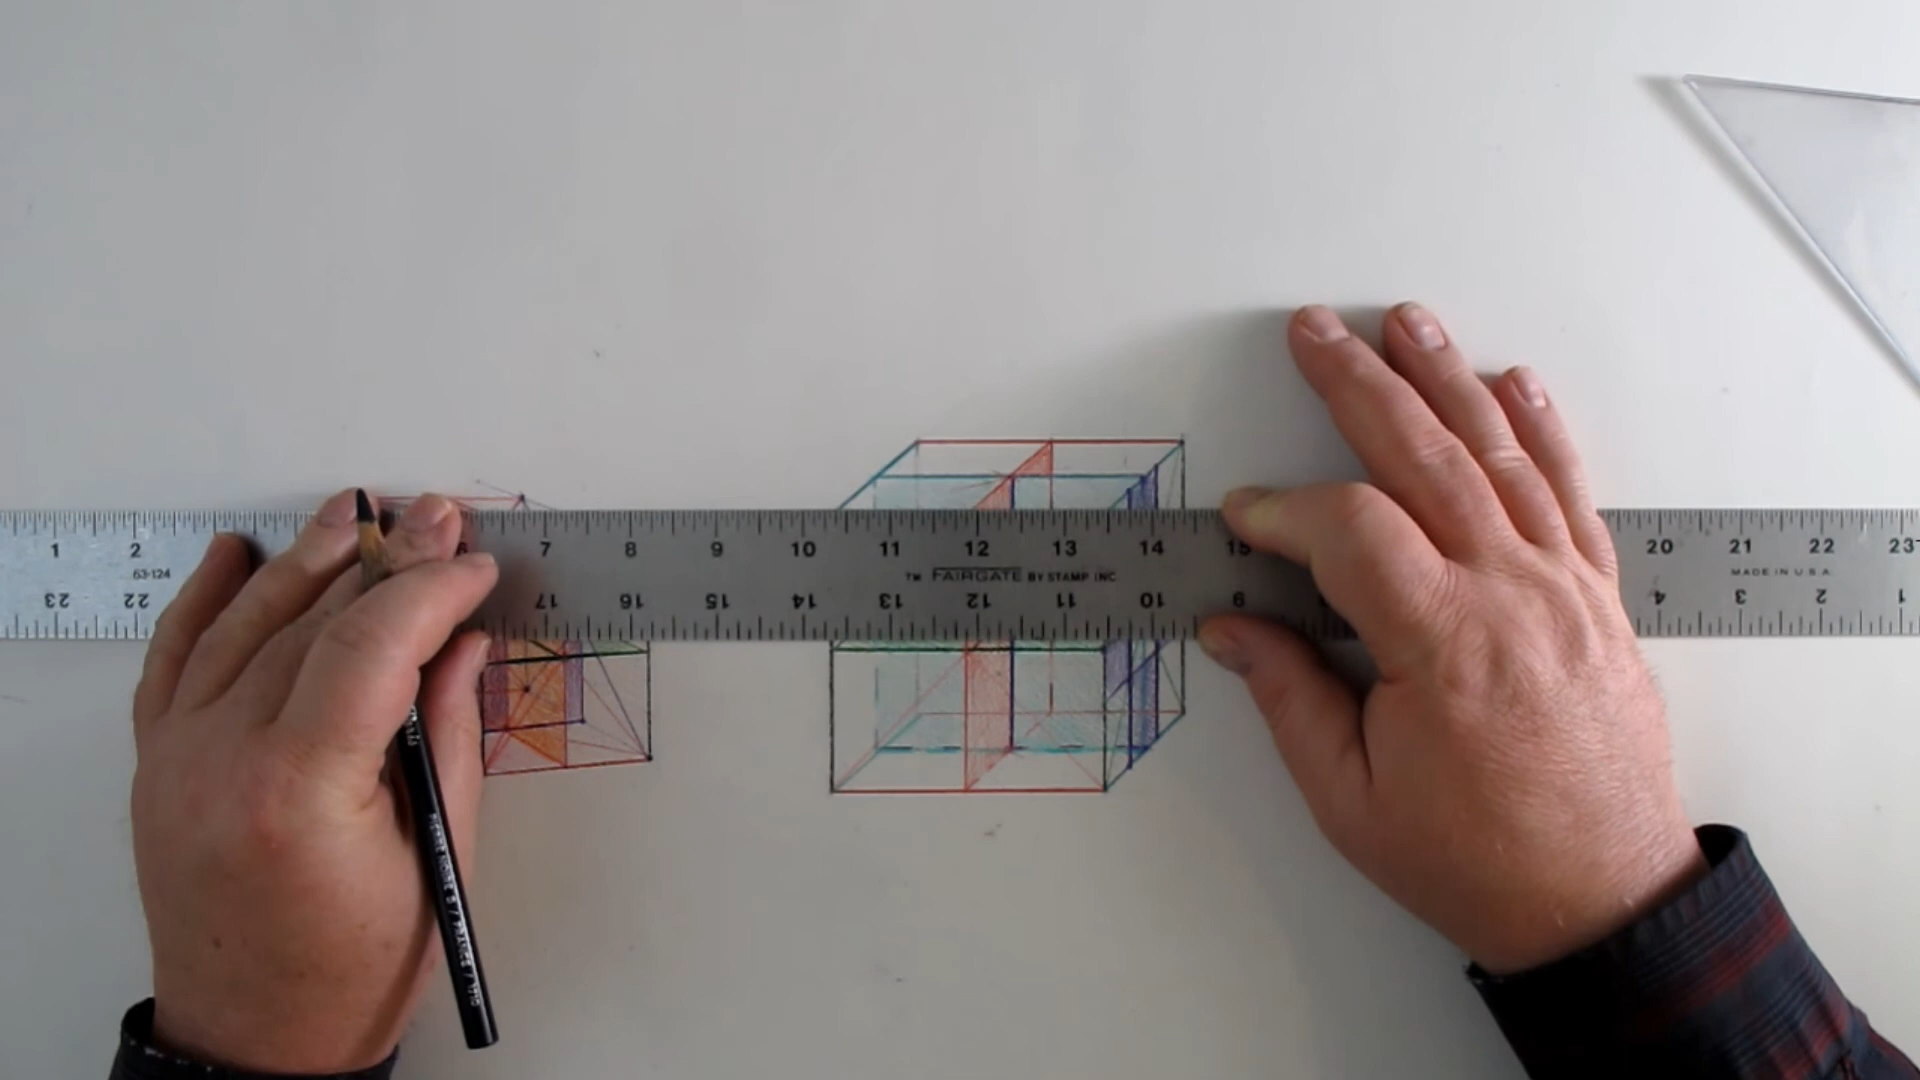 1 2 6 7 8 9 10 11 12 13 14 15 20 21 22 23
63-124
™ FAIRGATE BY STAMP INC.
MADE IN U.S.A.
23 22 17 16 15 14 13 12 11 10 9 4 3 2 1
PIERRE NOIRE